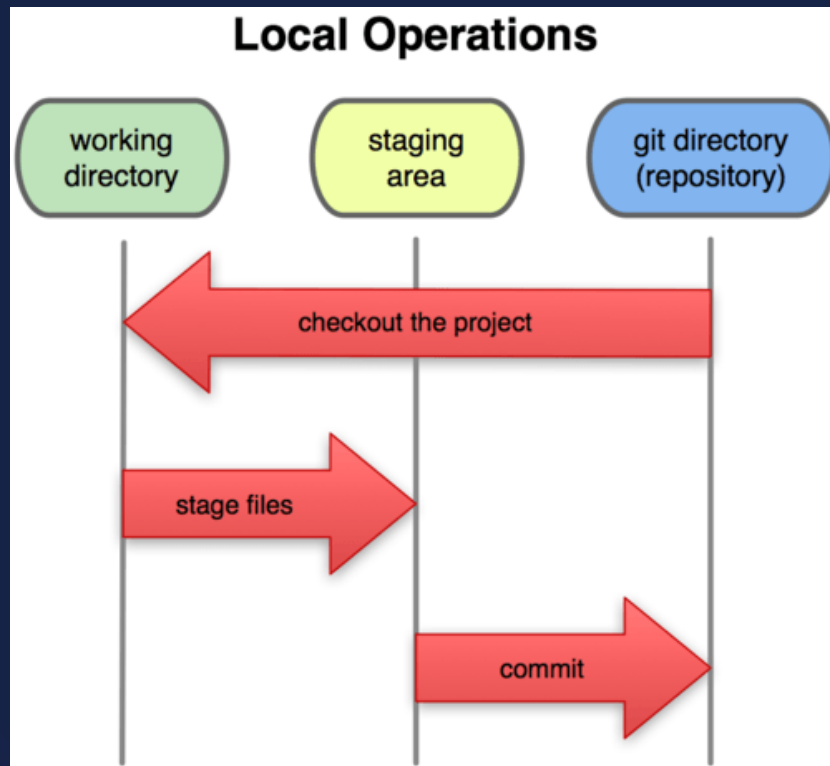 Local Operations
working
directory
staging
area
git directory
(repository)
checkout the project
stage files
commit